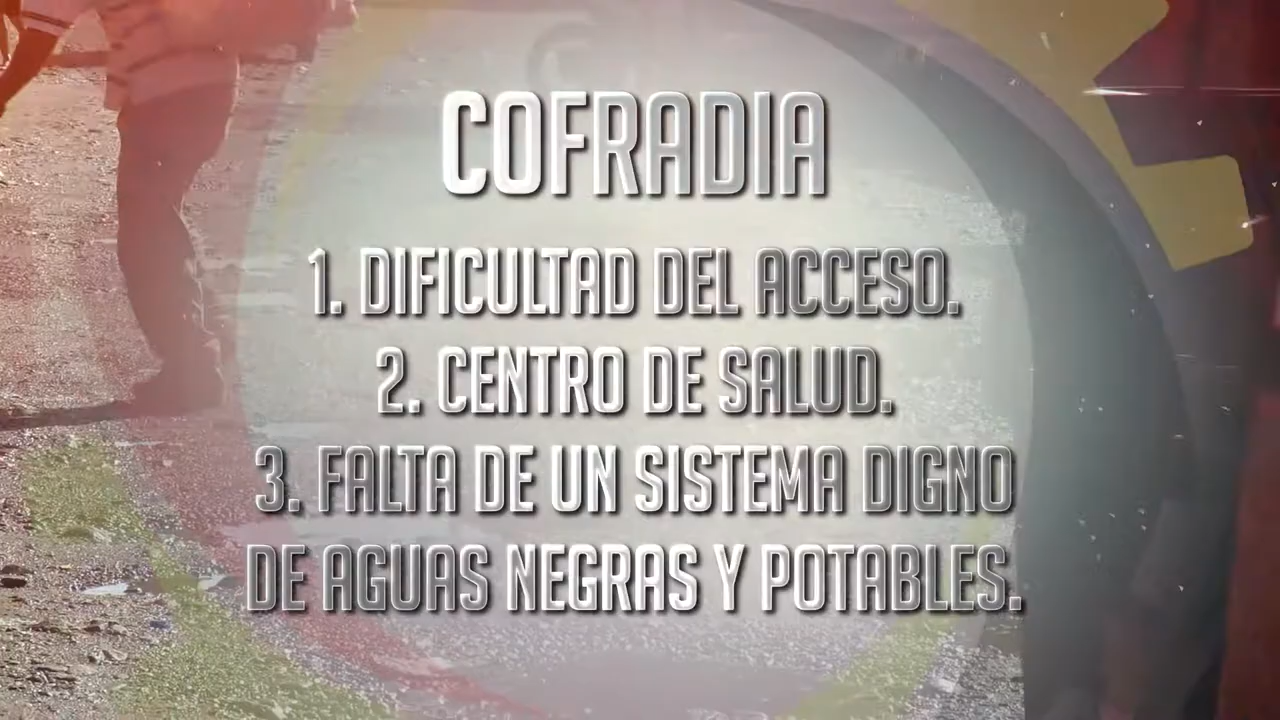 COFRADIA
1. DIFICULTAD DEL ACCESO.
2. CENTRO DE SALUD.
3. FALTA DE UN SISTEMA DIGNO
DE AGUAS NEGRAS Y POTABLES.